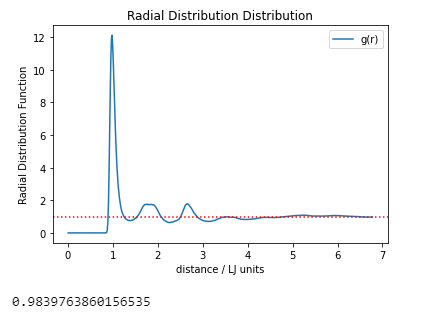 Radial Distribution Distribution
g(r)
12
10
8
6
4
2
0
Radial Distribution Function
0 1 2 3 4 5 6 7
distance / LJ units
0.9839763860156535